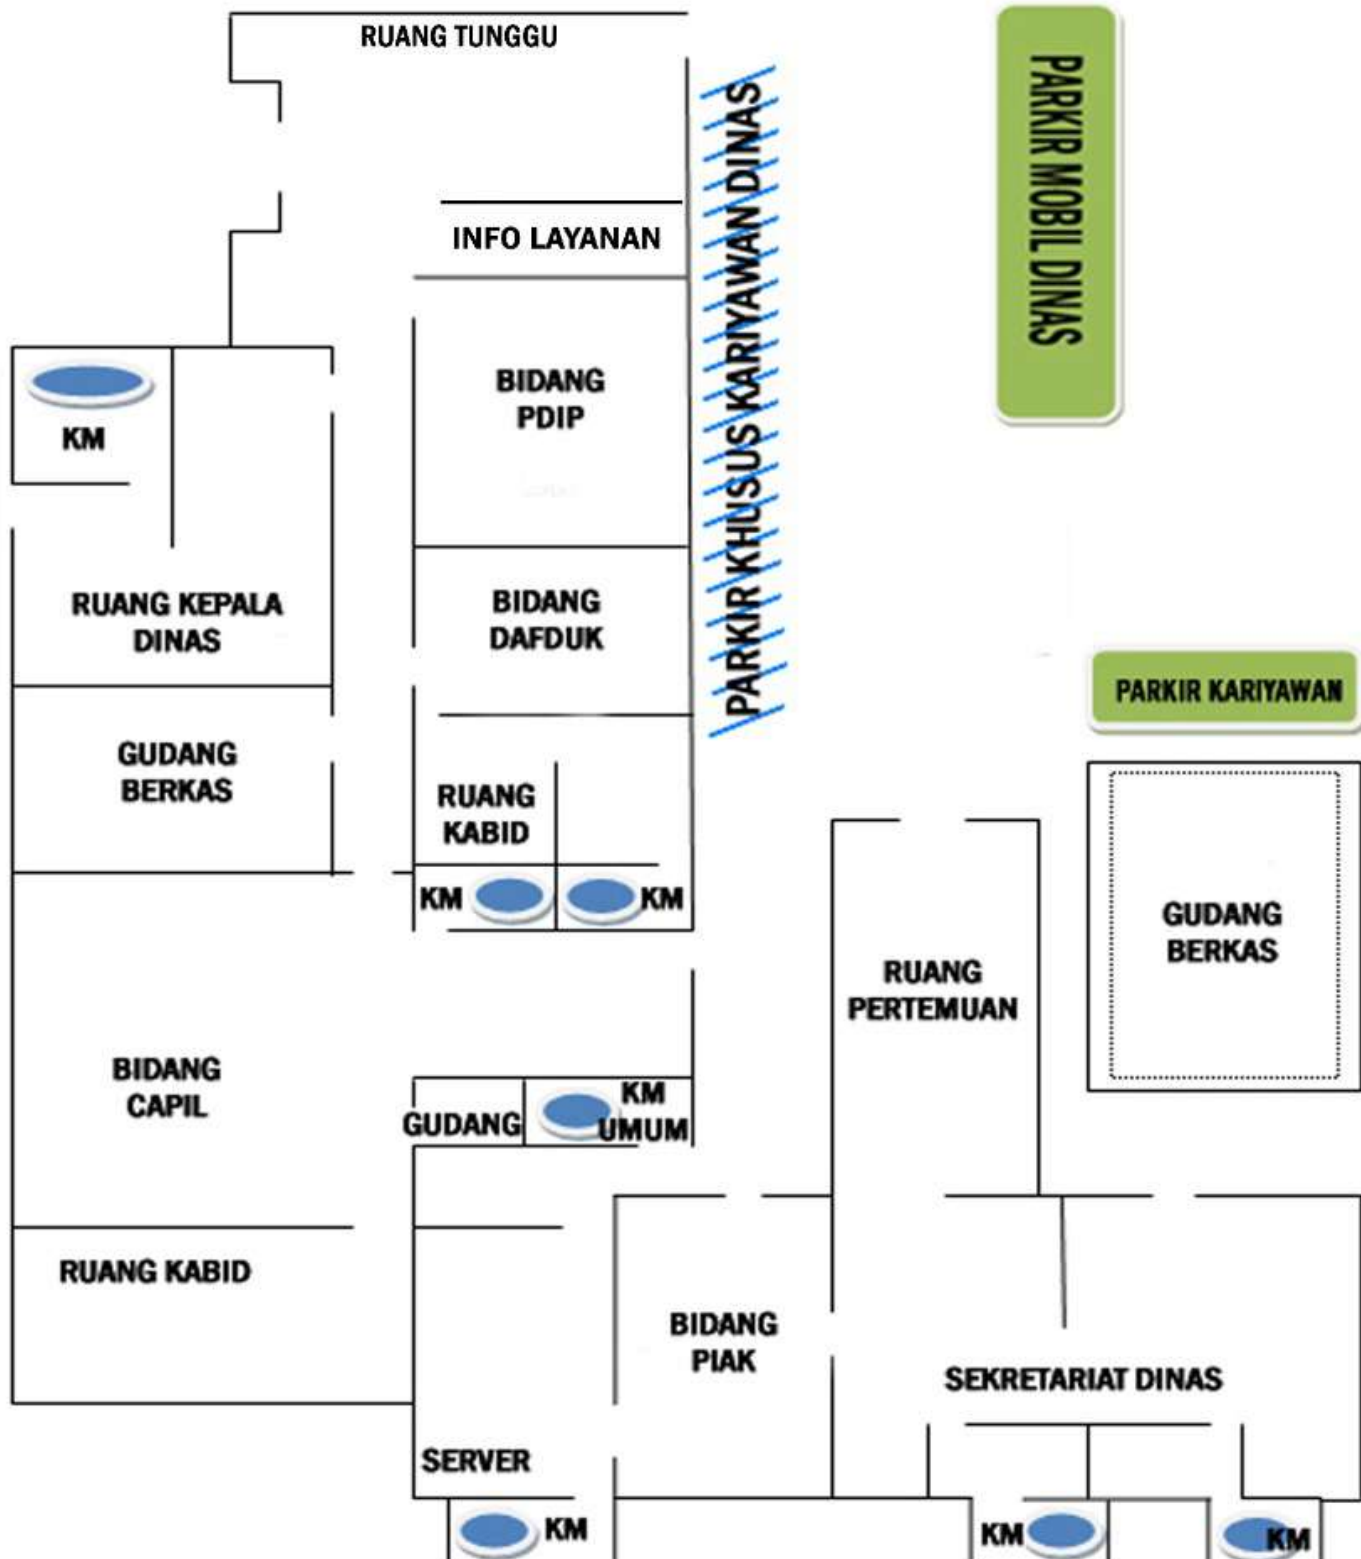 RUANG TUNGGU
PARKIR MOBIL DINAS
PARKIR KHUSUS KARIYAWAN DINAS
INFO LAYANAN
BIDANG
PDIP
KM
RUANG KEPALA
DINAS
BIDANG
DAFDUK
PARKIR KARIYAWAN
GUDANG
BERKAS
RUANG
KABID
KM
KM
GUDANG
BERKAS
RUANG
PERTEMUAN
BIDANG
CAPIL
GUDANG
KM
UMUM
RUANG KABID
BIDANG
PIAK
SEKRETARIAT DINAS
SERVER
KM
KM
KM